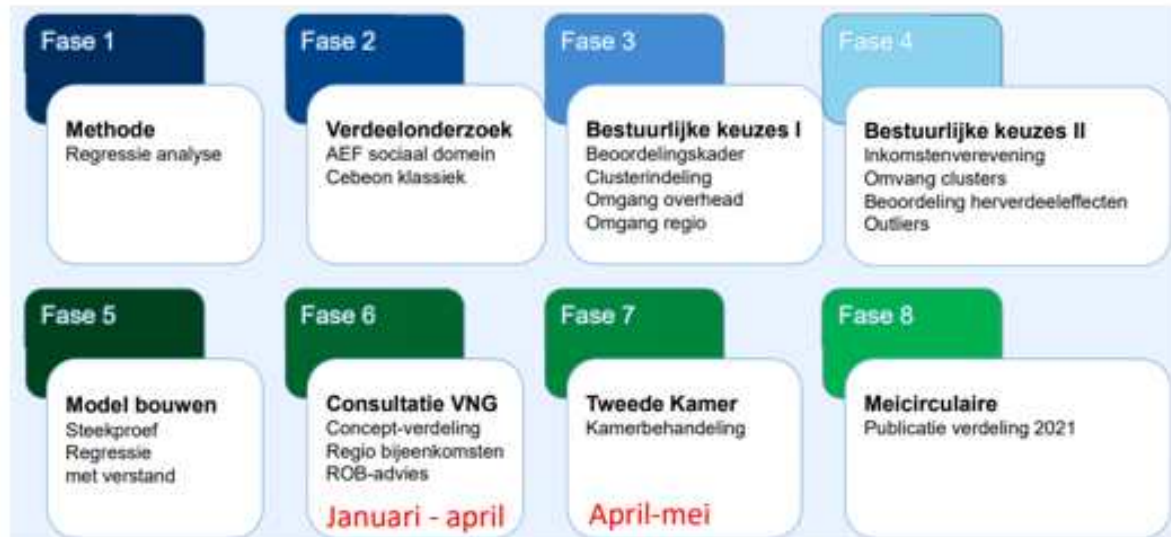 Fase 1
Methode
Regressie analyse
Fase 2
Verdeelonderzoek
AEF sociaal domein
Cebeon klassiek
Fase 3
Bestuurlijke keuzes I
Beoordelingskader
Clusterindeling
Omgang overhead
Omgang regio
Fase 4
Bestuurlijke keuzes II
Inkomstenverevening
Omvang clusters
Beoordeling herverdeeleffecten
Outliers
Fase 5
Model bouwen
Steekproef
Regressie
met verstand
Fase 6
Consultatie VNG
Concept-verdeling
Regio bijeenkomsten
ROB-advies
Januari - april
Fase 7
Tweede Kamer
Kamerbehandeling
April-mei
Fase 8
Meicirculaire
Publicatie verdeling 2021